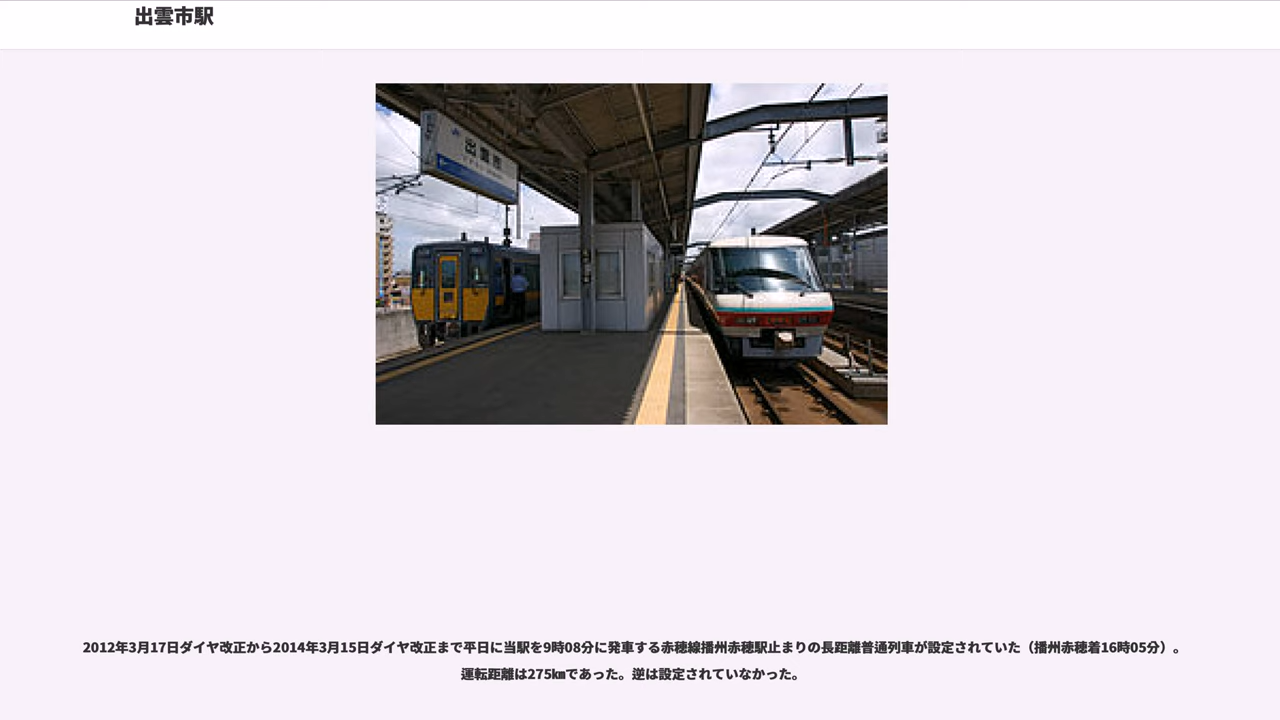 出雲市駅
出雲市
2012年3月17日ダイヤ改正から2014年3月15日ダイヤ改正まで平日に当駅を9時08分に発車する赤穂線播州赤穂駅止まりの長距離普通列車が設定されていた（播州赤穂着16時05分）。
運転距離は275㎞であった。逆は設定されていなかった。